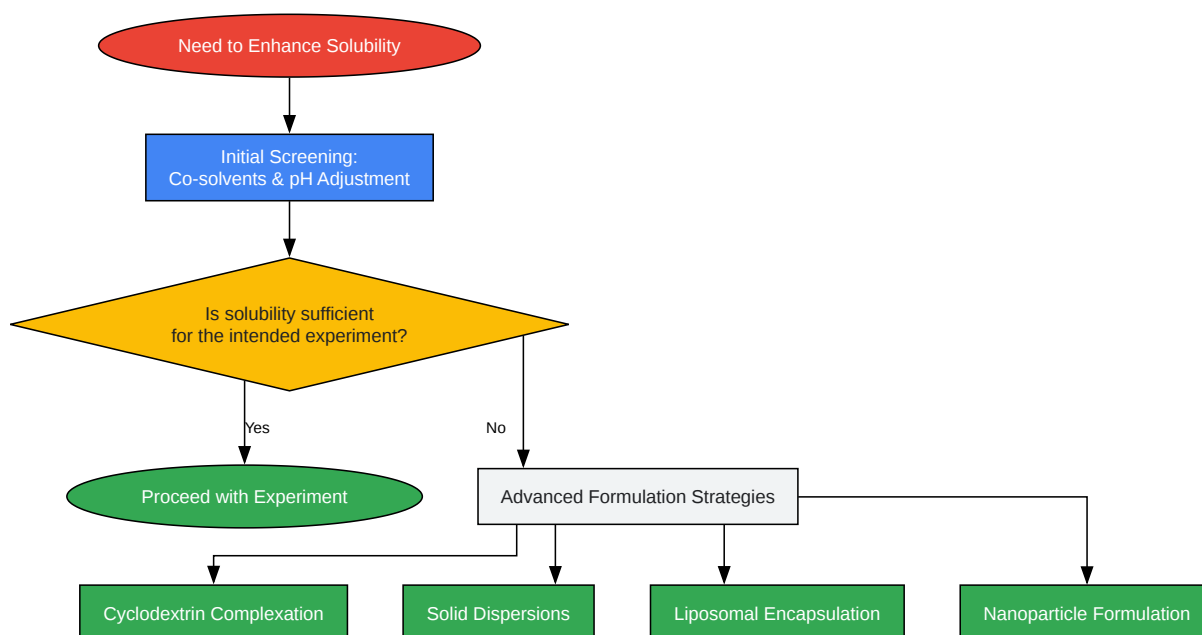 Need to Enhance Solubility
Initial Screening:
Co-solvents & pH Adjustment
Is solubility sufficient
for the intended experiment?
Yes
No
Proceed with Experiment
Advanced Formulation Strategies
Cyclodextrin Complexation
Solid Dispersions
Liposomal Encapsulation
Nanoparticle Formulation